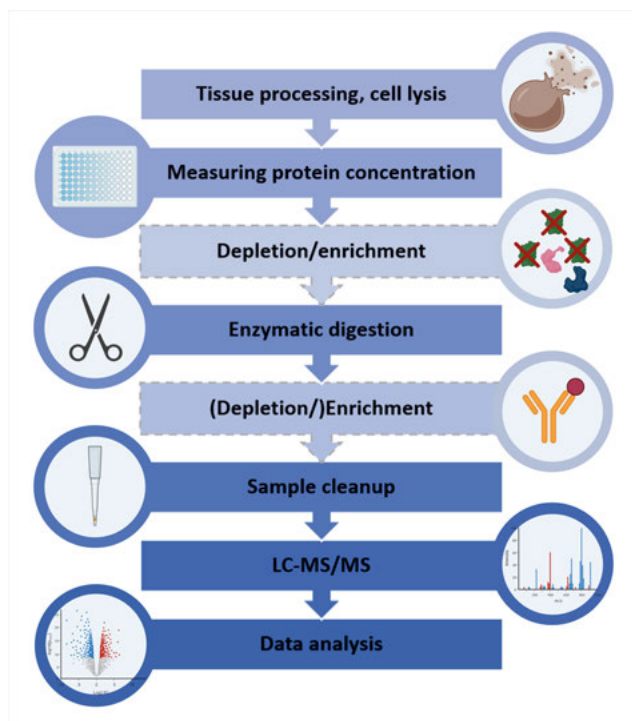 Tissue processing, cell lysis
Measuring protein concentration
Depletion/enrichment
Enzymatic digestion
(Depletion/)Enrichment
Sample cleanup
LC-MS/MS
Data analysis